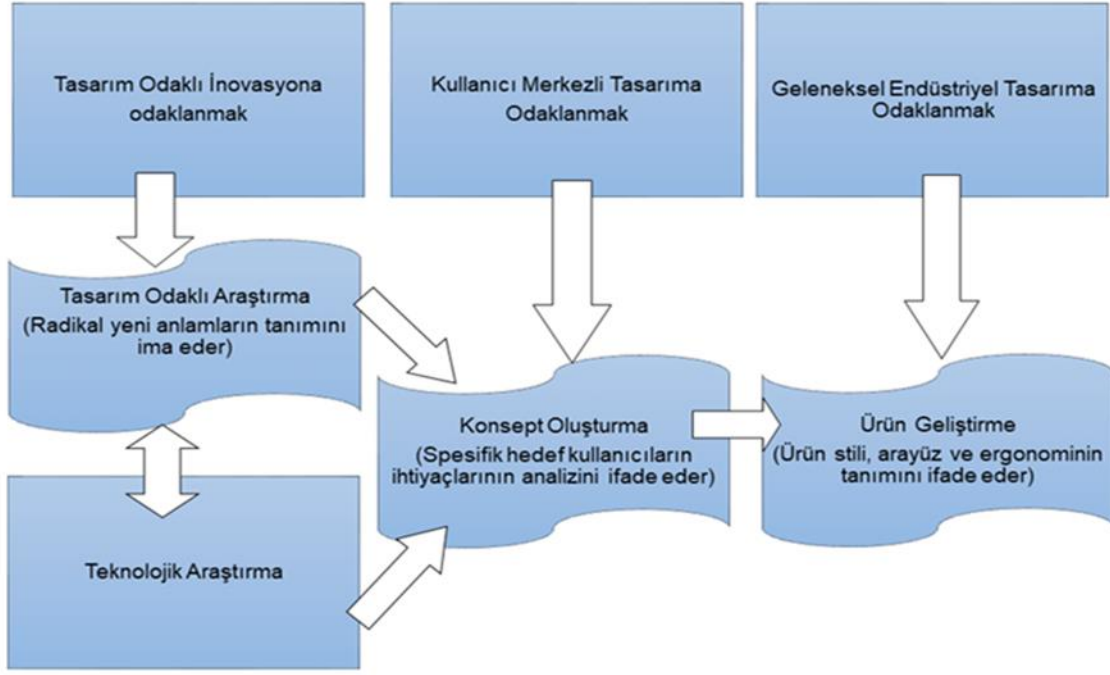 Tasarım Odaklı İnovasyona
odaklanmak
Kullanıcı Merkezli Tasarıma
Odaklanmak
Geleneksel Endüstriyel Tasarıma
Odaklanmak
Tasarım Odaklı Araştırma
(Radikal yeni anlamların tanımını
ima eder)
Konsept Oluşturma
(Spesifik hedef kullanıcıların
ihtiyaçlarının analizini ifade eder)
Ürün Geliştirme
(Ürün stili, arayüz ve ergonominin
tanımını ifade eder)
Teknolojik Araştırma